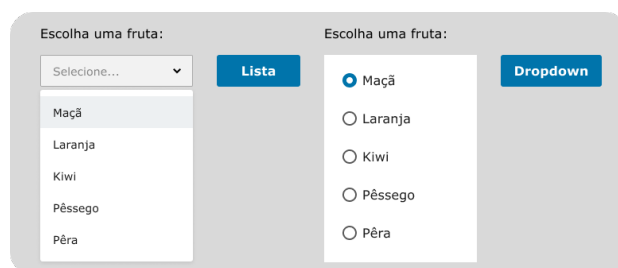 Escolha uma fruta:
Selecione...
Lista
Maçã
Laranja
Kiwi
Pêssego
Pêra
Escolha uma fruta:
Maçã
Laranja
Kiwi
Pêssego
Pêra
Dropdown